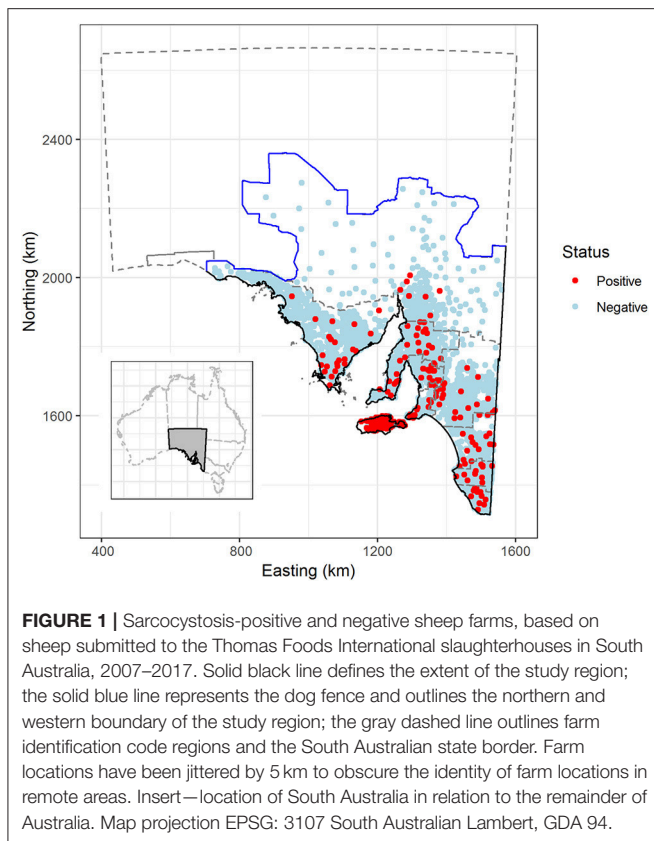 2400
2000
1600
Northing (km)
400
800
1200
1600
Easting (km)
Status
Positive
Negative
FIGURE 1 | Sarcocystosis-positive and negative sheep farms, based on
sheep submitted to the Thomas Foods International slaughterhouses in South
Australia, 2007–2017. Solid black line defines the extent of the study region;
the solid blue line represents the dog fence and outlines the northern and
western boundary of the study region; the gray dashed line outlines farm
identification code regions and the South Australian state border. Farm
locations have been jittered by 5 km to obscure the identity of farm locations in
remote areas. Insert—location of South Australia in relation to the remainder of
Australia. Map projection EPSG: 3107 South Australian Lambert, GDA 94.